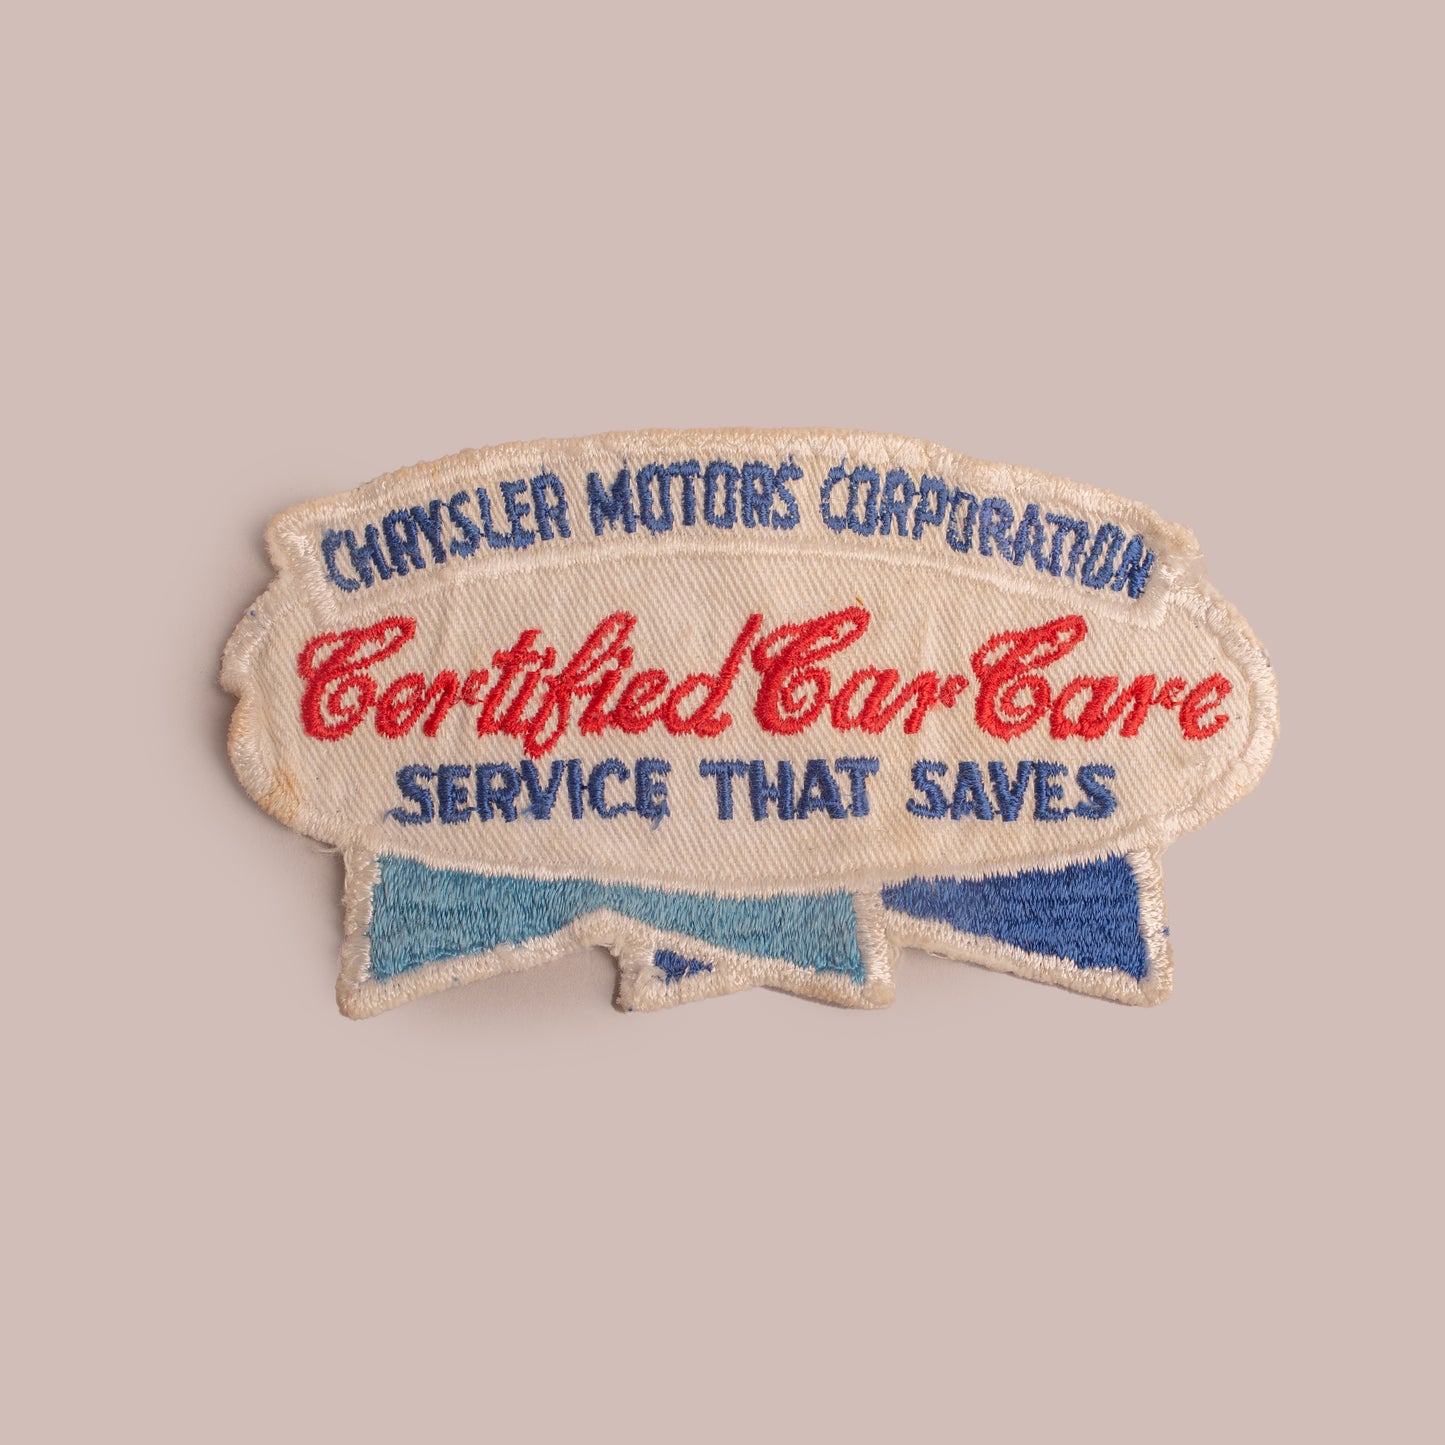 CHRYSLER MOTORS CORPORATION
Certified Car Care
SERVICE THAT SAVES